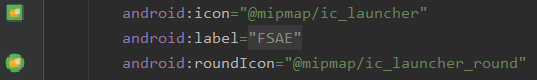 android:icon="@mipmap/ic_launcher"
android:label="FSAE"
android:roundIcon="@mipmap/ic_launcher_round"